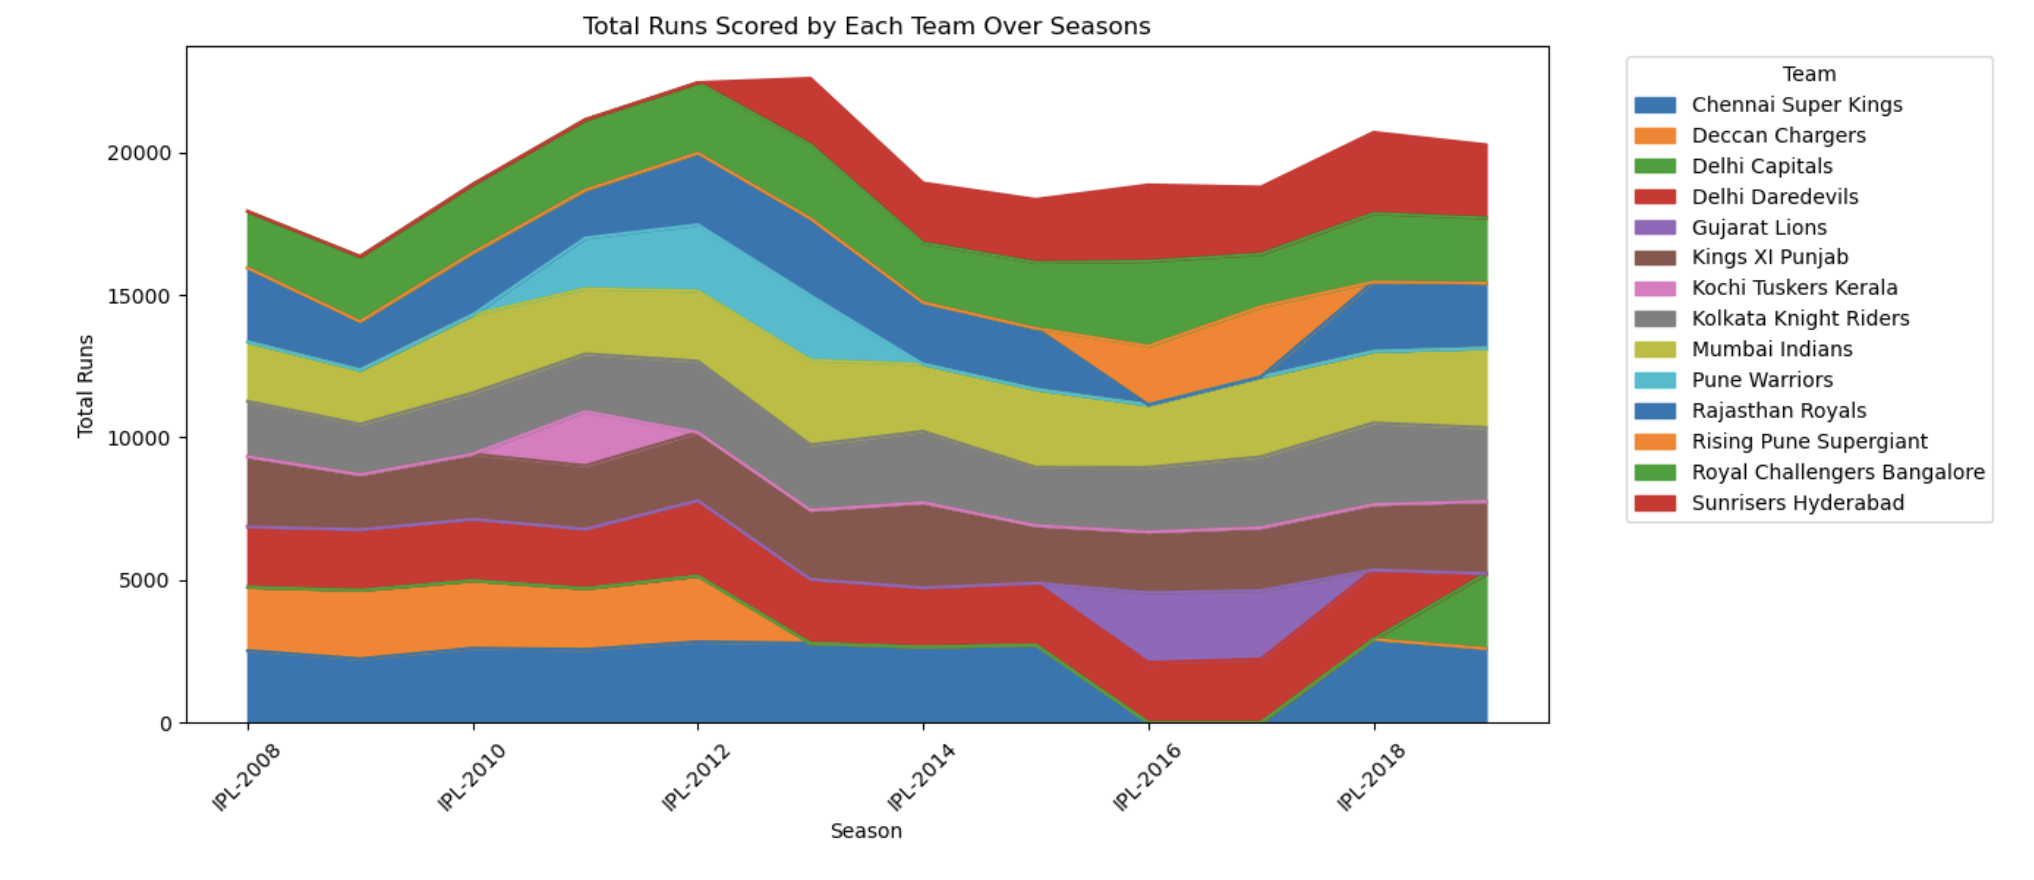 Total Runs Scored by Each Team Over Seasons
Total Runs
20000
15000
10000
5000
0
IPL-2008
IPL-2010
IPL-2012
IPL-2014
IPL-2016
IPL-2018
Season
Team
Chennai Super Kings
Deccan Chargers
Delhi Capitals
Delhi Daredevils
Gujarat Lions
Kings XI Punjab
Kochi Tuskers Kerala
Kolkata Knight Riders
Mumbai Indians
Pune Warriors
Rajasthan Royals
Rising Pune Supergiant
Royal Challengers Bangalore
Sunrisers Hyderabad